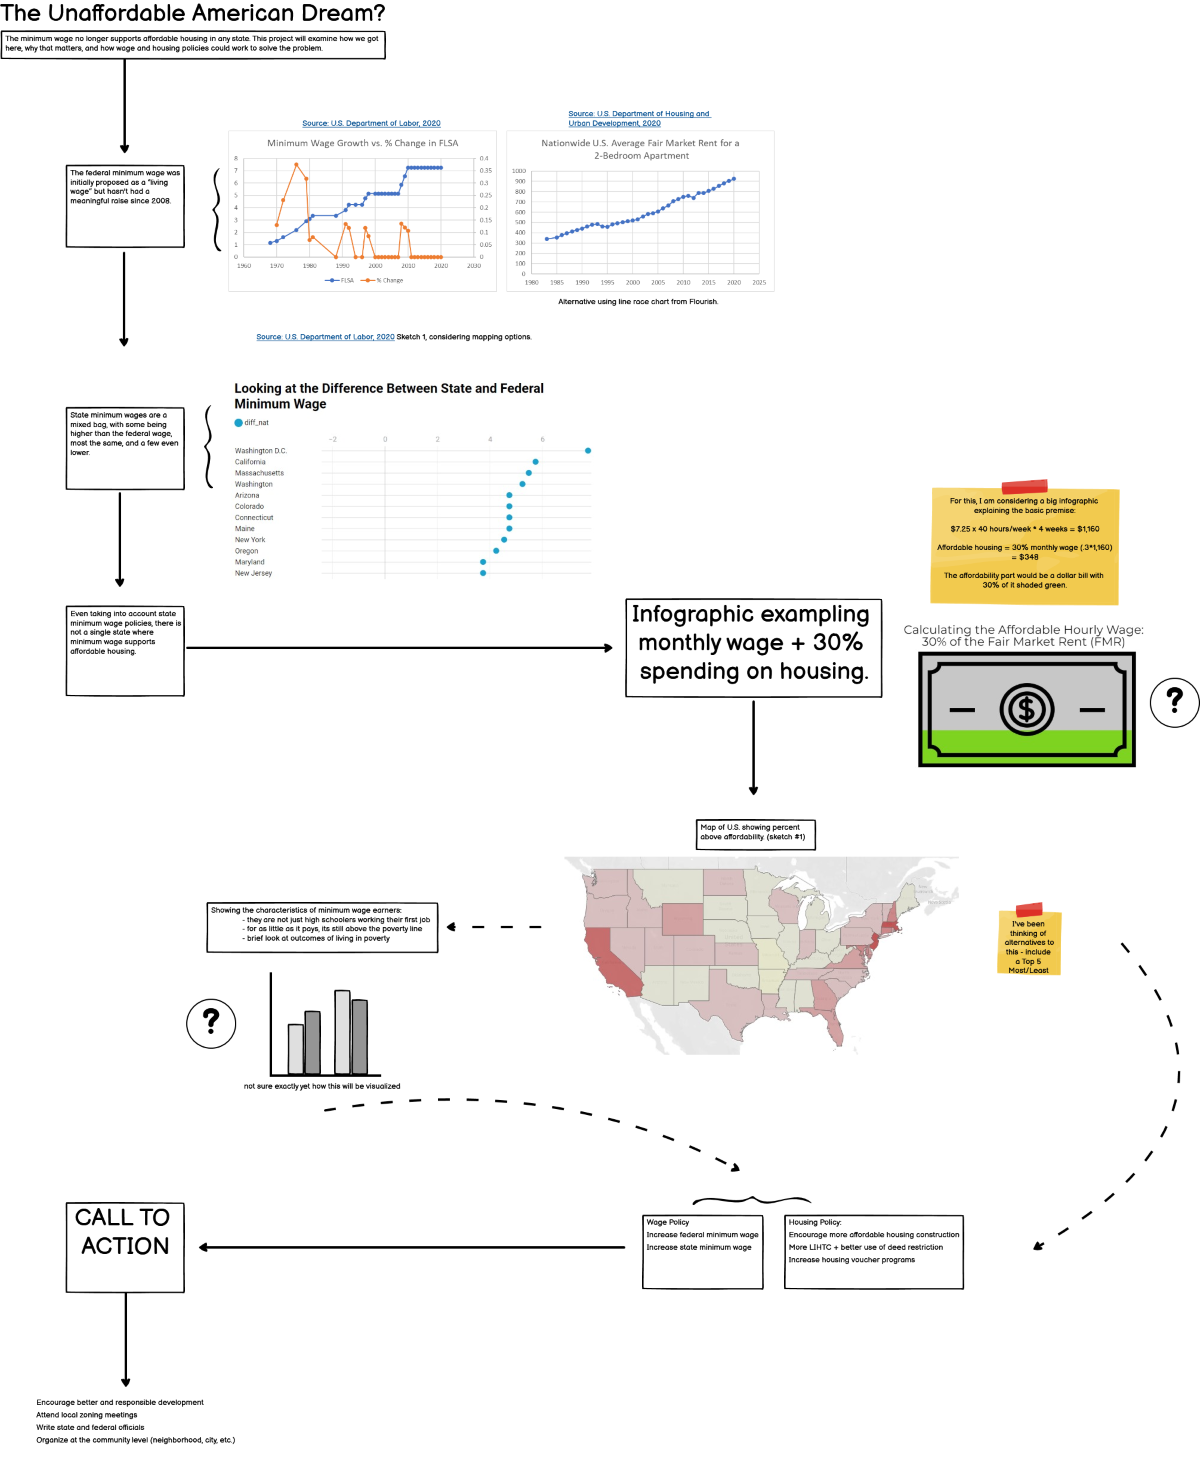 The Unaffordable American Dream?
The minimum wage no longer supports affordable housing in any state. This project will examine how we got
here, why that matters, and how wage and housing policies could work to solve the problem.
Source: U.S. Department of Labor, 2020
Source: U.S. Department of Housing and
Urban Development, 2020
The federal minimum wage was
initially proposed as a "living
wage" but hasn't had a
meaningful raise since 2008.
Minimum Wage Growth vs. % Change in FLSA
8
7
6
5
4
3
2
1
0
0.4
0.35
0.3
0.25
0.2
0.15
0.1
0.05
0
1960 1970 1980 1990 2000 2010 2020 2030
FLSA % Change
Nationwide U.S. Average Fair Market Rent for a
2-Bedroom Apartment
1000
900
800
700
600
500
400
300
200
100
0
1980 1985 1990 1995 2000 2005 2010 2015 2020 2025
Alternative using line race chart from Flourish.
Source: U.S. Department of Labor, 2020 Sketch 1, considering mapping options.
State minimum wages are a
mixed bag, with some being
higher than the federal wage,
most the same, and a few even
lower.
Looking at the Difference Between State and Federal
Minimum Wage
diff_nat
−2 0 2 4 6
Washington D.C.
California
Massachusetts
Washington
Arizona
Colorado
Connecticut
Maine
New York
Oregon
Maryland
New Jersey
For this, I am considering a big infographic
explaining the basic premise:
$7.25 x 40 hours/week * 4 weeks = $1,160
Affordable housing = 30% monthly wage (.3*1,160)
= $348
The affordability part would be a dollar bill with
30% of it shaded green.
Even taking into account state
minimum wage policies, there is
not a single state where
minimum wage supports
affordable housing.
Infographic exampling
monthly wage + 30%
spending on housing.
Calculating the Affordable Hourly Wage:
30% of the Fair Market Rent (FMR)
$
?
Map of U.S. showing percent
above affordability. (sketch #1)
Showing the characteristics of minimum wage earners:
- they are not just high schoolers working their first job
- for as little as it pays, its still above the poverty line
- brief look at outcomes of living in poverty
I've been
thinking of
alternatives to
this - include
a Top 5
Most/Least
?
not sure exactly yet how this will be visualized
CALL TO
ACTION
Wage Policy
Increase federal minimum wage
Increase state minimum wage
Housing Policy:
Encourage more affordable housing construction
More LIHTC + better use of deed restriction
Increase housing voucher programs
Encourage better and responsible development
Attend local zoning meetings
Write state and federal officials
Organize at the community level (neighborhood, city, etc.)